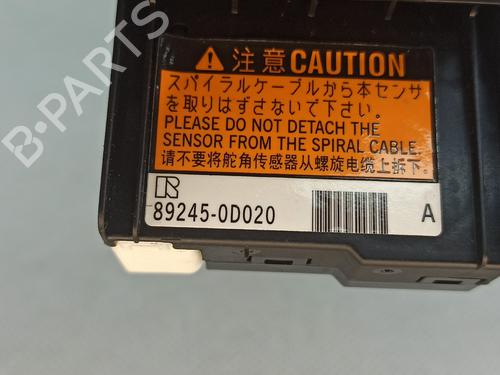 注意 CAUTION
スパイラルケーブルから本センサ
を取りはずさないで下さい。
PLEASE DO NOT DETACH THE
SENSOR FROM THE SPIRAL CABLE.
请不要将舵角传感器从螺旋电缆上拆下。
R
89245-0D020
A
B-PARTS
B-PARTS